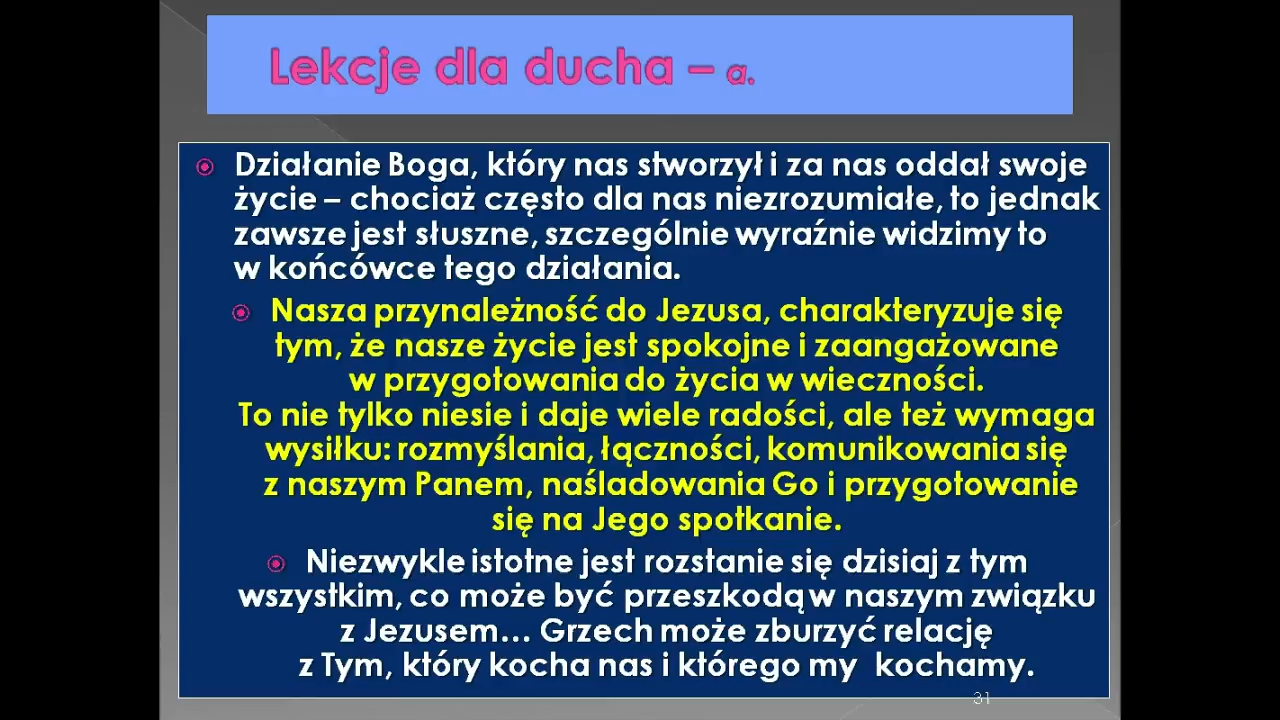 Lekcje dla ducha – a.
Działanie Boga, który nas stworzył i za nas oddał swoje
życie – chociaż często dla nas niezrozumiałe, to jednak
zawsze jest słuszne, szczególnie wyraźnie widzimy to
w końcówce tego działania.
Nasza przynależność do Jezusa, charakteryzuje się
tym, że nasze życie jest spokojne i zaangażowane
w przygotowania do życia w wieczności.
To nie tylko niesie i daje wiele radości, ale też wymaga
wysiłku: rozmyślania, łączności, komunikowania się
z naszym Panem, naśladowania Go i przygotowanie
się na Jego spotkanie.
Niezwykle istotne jest rozstanie się dzisiaj z tym
wszystkim, co może być przeszkodą w naszym związku
z Jezusem... Grzech może zburzyć relację
z Tym, który kocha nas i którego my kochamy.
31